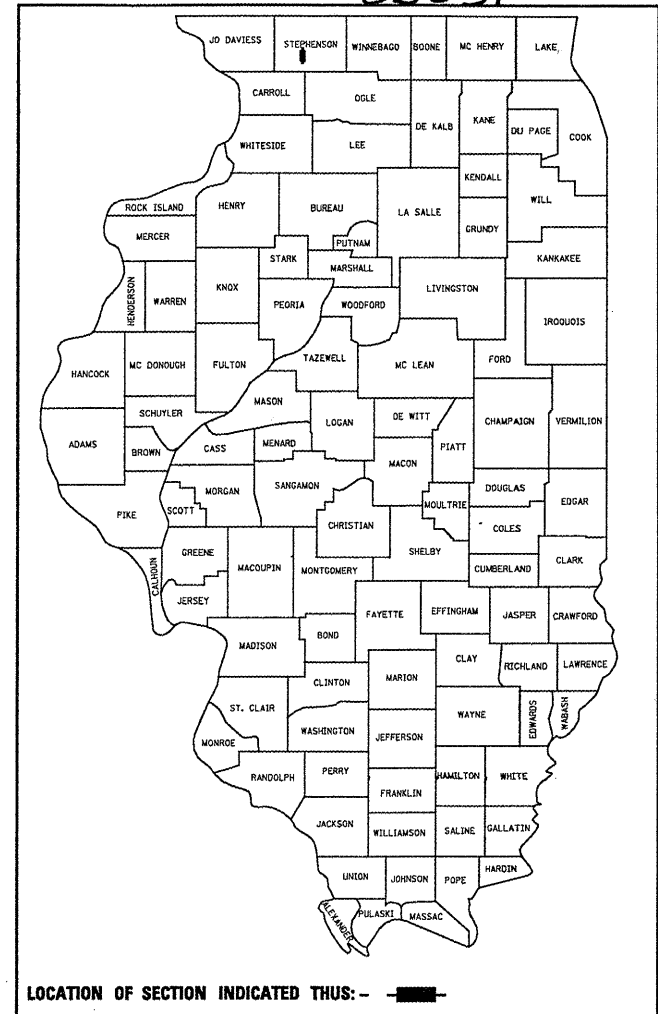 JO DAVIESS STEPHENSON WINNEBAGO BOONE MC HENRY LAKE
CARROLL OGLE DE KALB KANE DU PAGE COOK
WHITESIDE LEE
KENDALL WILL
ROCK ISLAND HENRY BUREAU LA SALLE
PUTNAM GRUNDY
MERCER
STARK MARSHALL KANKAKEE
HENDERSON WARREN KNOX PEORIA WOODFORD LIVINGSTON IROQUOIS
HANCOCK MC DONOUGH FULTON TAZEWELL MC LEAN FORD
SCHUYLER MASON
LOGAN DE WITT CHAMPAIGN VERMILION
ADAMS BROWN CASS MENARD PIATT
MACON
MORGAN SANGAMON DOUGLAS
PIKE SCOTT MOULTRIE EDGAR
CHRISTIAN COLES
GREENE MACOUPIN MONTGOMERY SHELBY
CALHOUN CUMBERLAND CLARK
JERSEY
FAYETTE EFFINGHAM JASPER CRAWFORD
MADISON BOND
CLAY RICHLAND LAWRENCE
CLINTON MARION
ST. CLAIR WAYNE EDWARDS WABASH
WASHINGTON JEFFERSON
MONROE
RANDOLPH PERRY HAMILTON WHITE
FRANKLIN
JACKSON WILLIAMSON SALINE GALLATIN
UNION JOHNSON POPE HARDIN
ALEXANDER PULASKI MASSAC
LOCATION OF SECTION INDICATED THUS: -